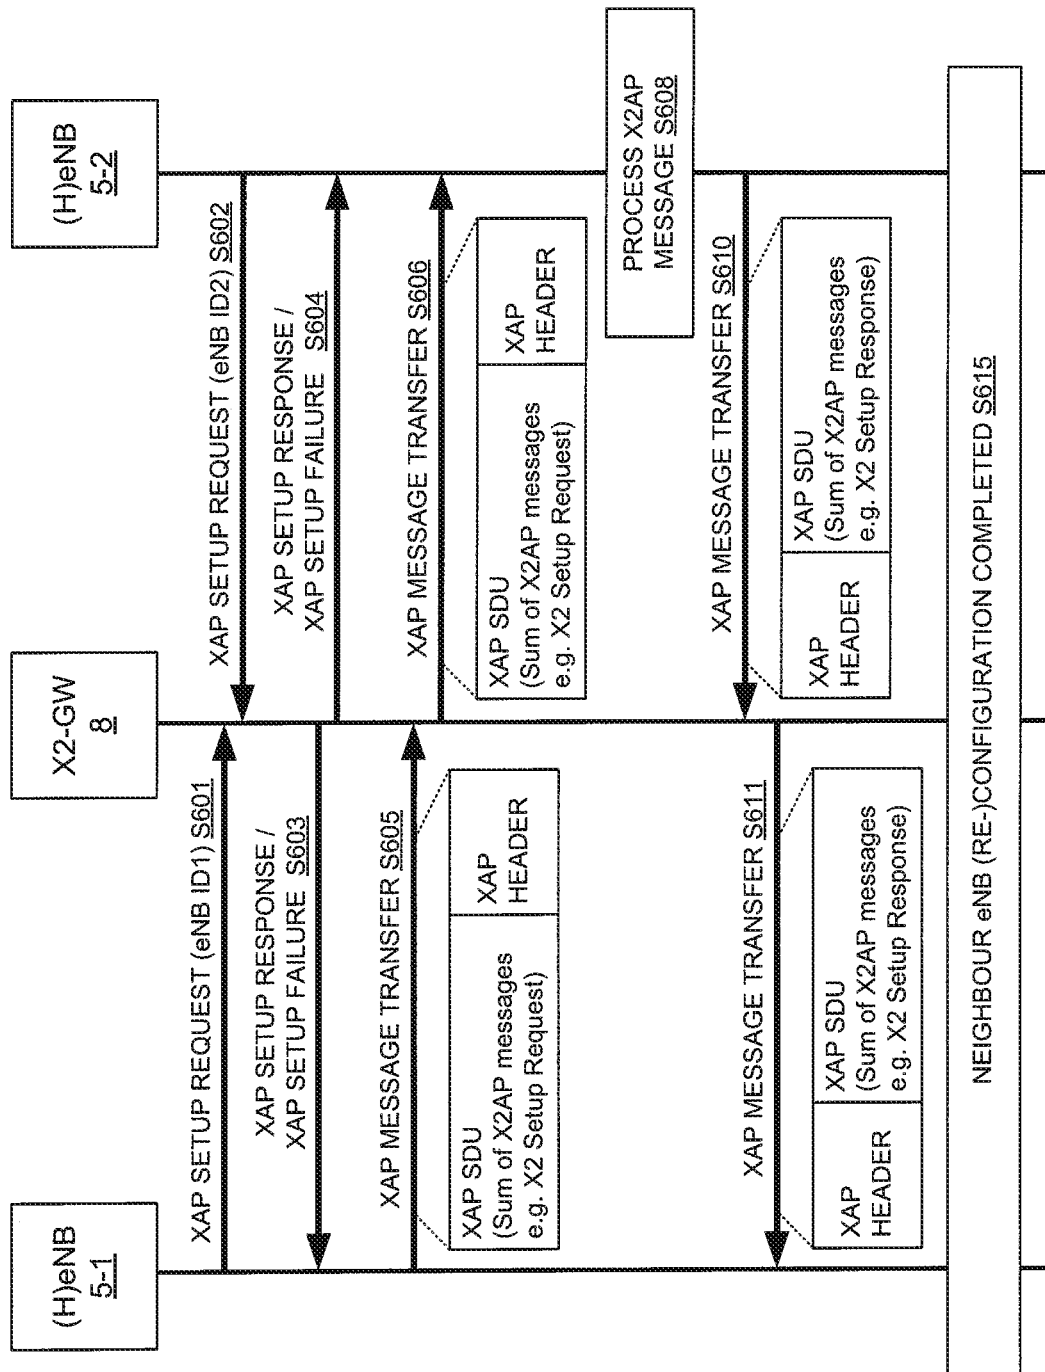 (H)eNB
5-1
X2-GW
8
(H)eNB
5-2
XAP SETUP REQUEST (eNB ID1) S601
XAP SETUP REQUEST (eNB ID2) S602
XAP SETUP RESPONSE /
XAP SETUP FAILURE S603
XAP SETUP RESPONSE /
XAP SETUP FAILURE S604
XAP MESSAGE TRANSFER S605
XAP SDU
(Sum of X2AP messages
e.g. X2 Setup Request)
XAP
HEADER
XAP MESSAGE TRANSFER S606
XAP SDU
(Sum of X2AP messages
e.g. X2 Setup Request)
XAP
HEADER
PROCESS X2AP
MESSAGE S608
XAP MESSAGE TRANSFER S610
XAP
HEADER
XAP SDU
(Sum of X2AP messages
e.g. X2 Setup Response)
XAP MESSAGE TRANSFER S611
XAP
HEADER
XAP SDU
(Sum of X2AP messages
e.g. X2 Setup Response)
NEIGHBOUR eNB (RE-)CONFIGURATION COMPLETED S615